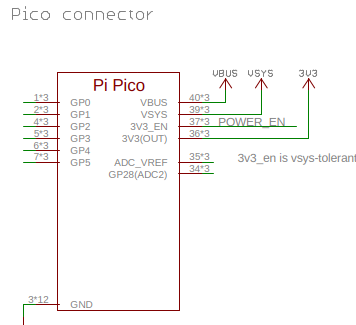 Pico connector
VBUS VSYS 3V3
Pi Pico
1*3 GP0 VBUS 40*3
2*3 GP1 VSYS 39*3
4*3 GP2 3V3_EN 37*3 POWER_EN
5*3 GP3 3V3(OUT) 36*3
6*3 GP4
7*3 GP5 ADC_VREF 35*3 3v3_en is vsys-tolerant
GP28(ADC2) 34*3
3*12 GND